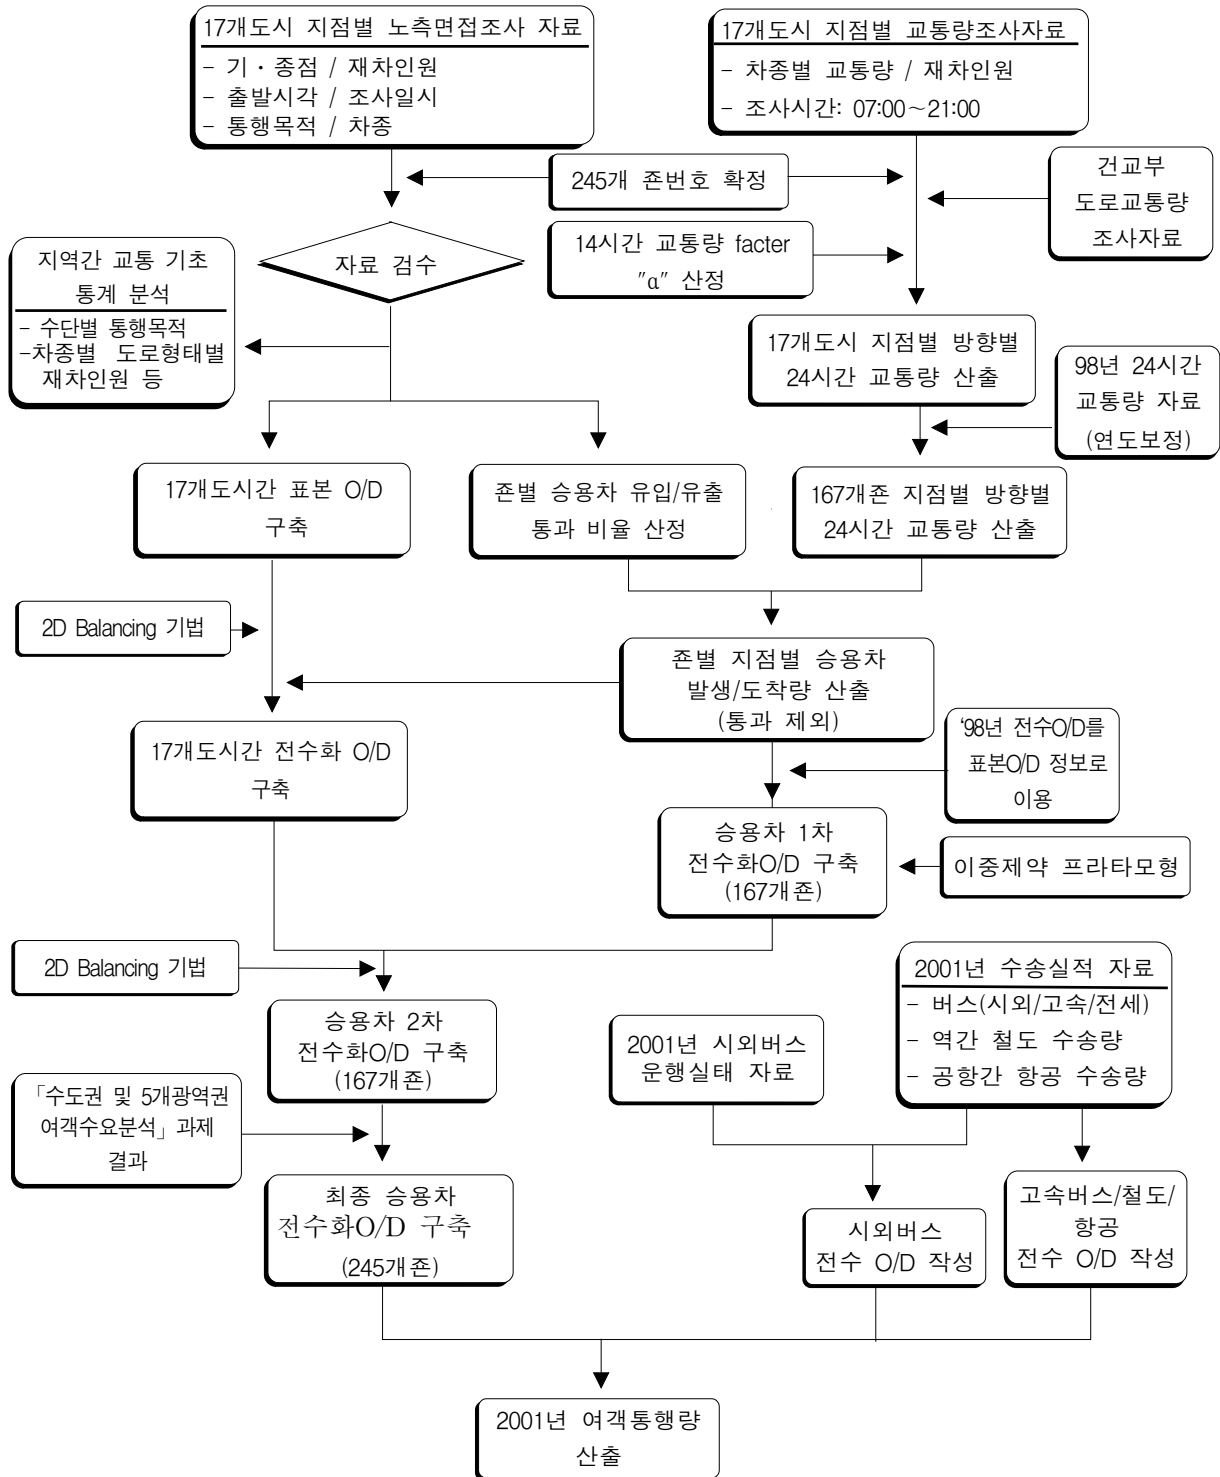 17개도시 지점별 노측면접조사 자료
- 기 · 종점 / 재차인원
- 출발시각 / 조사일시
- 통행목적 / 차종
17개도시 지점별 교통량조사자료
- 차종별 교통량 / 재차인원
- 조사시간: 07:00~21:00
245개 죤번호 확정
건교부
도로교통량
조사자료
14시간 교통량 facter
"α" 산정
자료 검수
지역간 교통 기초
통계 분석
- 수단별 통행목적
-차종별 도로형태별
재차인원 등
17개도시 지점별 방향별
24시간 교통량 산출
98년 24시간
교통량 자료
(연도보정)
17개도시간 표본 O/D
구축
죤별 승용차 유입/유출
통과 비율 산정
167개죤 지점별 방향별
24시간 교통량 산출
2D Balancing 기법
죤별 지점별 승용차
발생/도착량 산출
(통과 제외)
17개도시간 전수화 O/D
구축
'98년 전수O/D를
표본O/D 정보로
이용
승용차 1차
전수화O/D 구축
(167개죤)
이중제약 프라타모형
2D Balancing 기법
승용차 2차
전수화O/D 구축
(167개죤)
2001년 시외버스
운행실태 자료
2001년 수송실적 자료
- 버스(시외/고속/전세)
- 역간 철도 수송량
- 공항간 항공 수송량
「수도권 및 5개광역권
여객수요분석」과제
결과
최종 승용차
전수화O/D 구축
(245개죤)
시외버스
전수 O/D 작성
고속버스/철도/
항공
전수 O/D 작성
2001년 여객통행량
산출